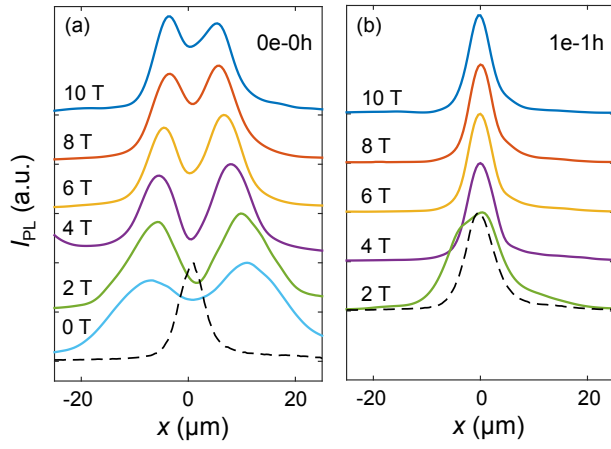 (a)
0e-0h
10 T
8 T
6 T
4 T
2 T
0 T
-20
0
20
x (µm)
I_PL (a.u.)
(b)
1e-1h
10 T
8 T
6 T
4 T
2 T
-20
0
20
x (µm)